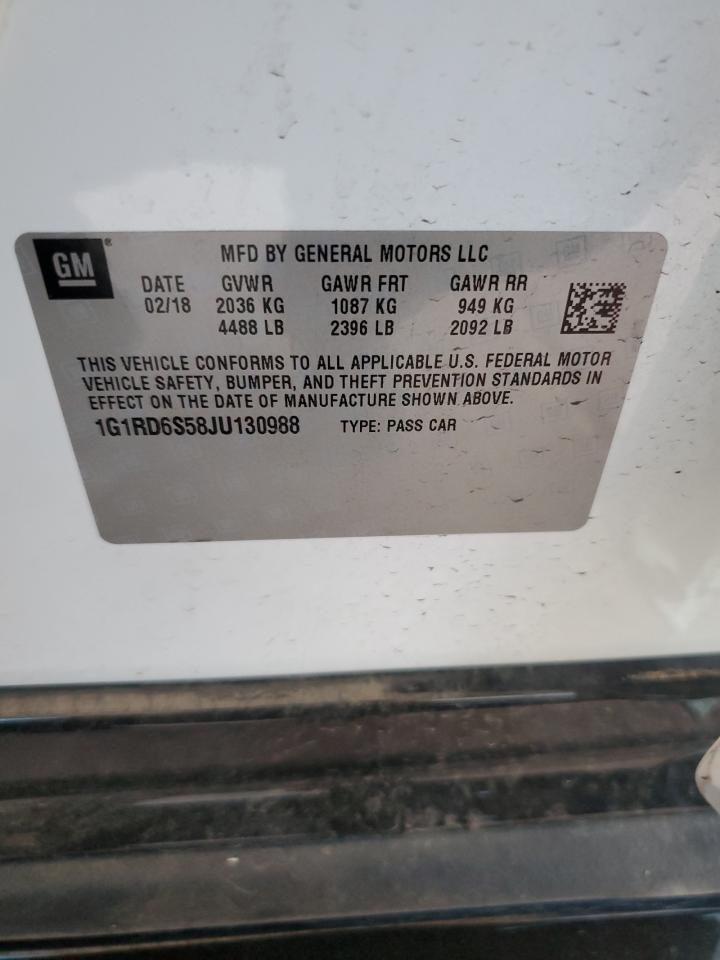 GM®
MFD BY GENERAL MOTORS LLC
DATE GVWR GAWR FRT GAWR RR
02/18 2036 KG 1087 KG 949 KG
4488 LB 2396 LB 2092 LB
THIS VEHICLE CONFORMS TO ALL APPLICABLE U.S. FEDERAL MOTOR
VEHICLE SAFETY, BUMPER, AND THEFT PREVENTION STANDARDS IN
EFFECT ON THE DATE OF MANUFACTURE SHOWN ABOVE.
1G1RD6S58JU130988 TYPE: PASS CAR